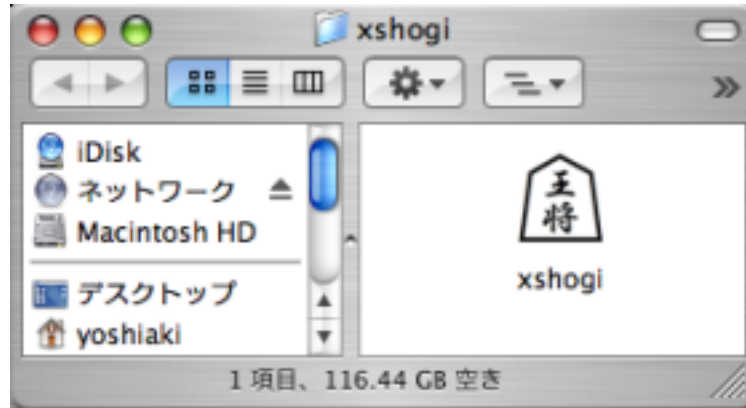 xshogi
iDisk
ネットワーク
Macintosh HD
デスクトップ
yoshiaki
王
将
xshogi
1 項目、116.44 GB 空き